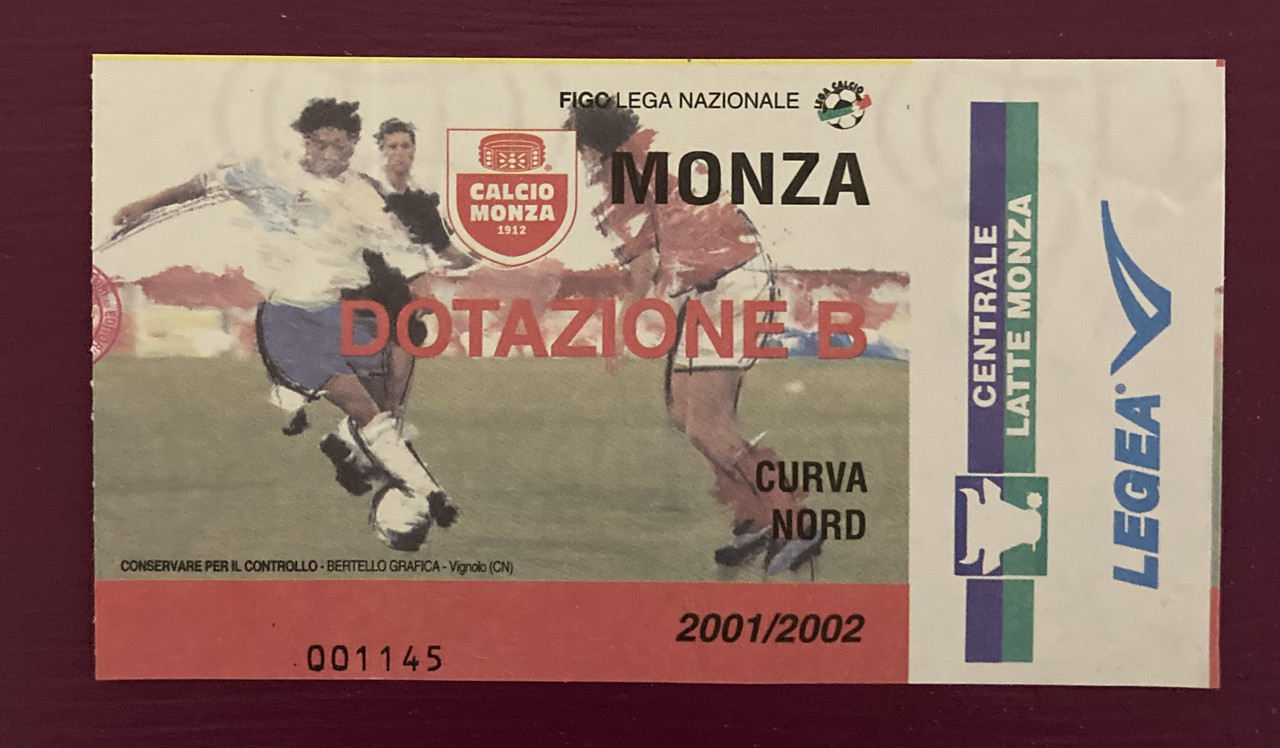 FIGC LEGA NAZIONALE
LEGA CALCIO
MONZA
CALCIO
MONZA
1912
DOTAZIONE B
CURVA
NORD
CONSERVARE PER IL CONTROLLO - BERTELLO GRAFICA - Vignolo (CN)
2001/2002
001145
CENTRALE
LATTE MONZA
LEGEA®